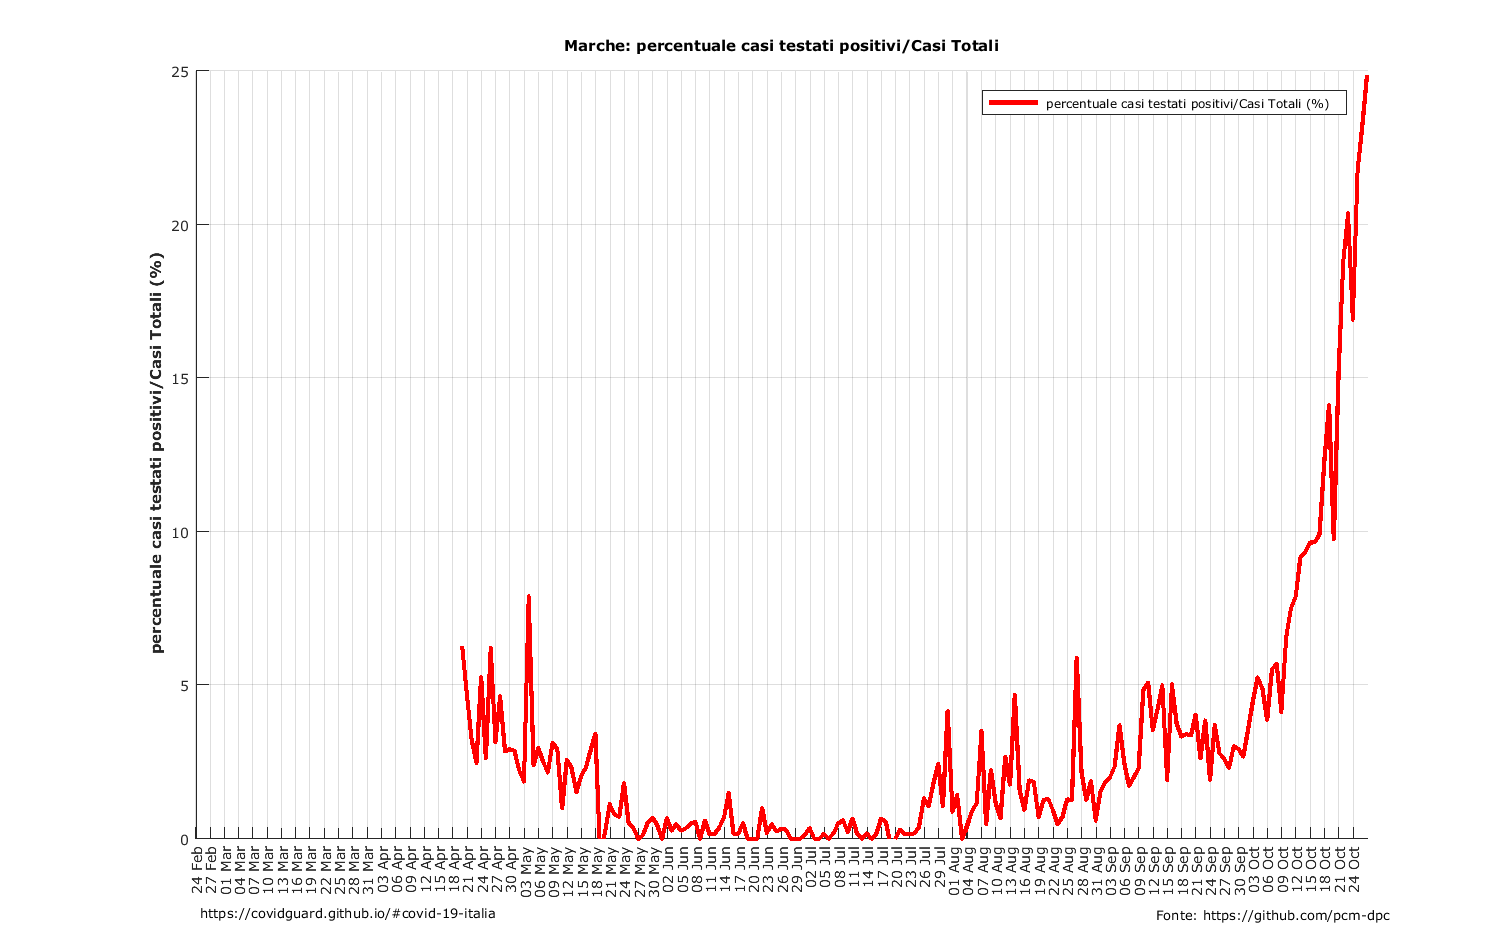 Marche: percentuale casi testati positivi/Casi Totali
percentuale casi testati positivi/Casi Totali (%)
percentuale casi testati positivi/Casi Totali (%)
25
20
15
10
5
0
24 Feb
27 Feb
01 Mar
04 Mar
07 Mar
10 Mar
13 Mar
16 Mar
19 Mar
22 Mar
25 Mar
28 Mar
31 Mar
03 Apr
06 Apr
09 Apr
12 Apr
15 Apr
18 Apr
21 Apr
24 Apr
27 Apr
30 Apr
03 May
06 May
09 May
12 May
15 May
18 May
21 May
24 May
27 May
30 May
02 Jun
05 Jun
08 Jun
11 Jun
14 Jun
17 Jun
20 Jun
23 Jun
26 Jun
29 Jun
02 Jul
05 Jul
08 Jul
11 Jul
14 Jul
17 Jul
20 Jul
23 Jul
26 Jul
29 Jul
01 Aug
04 Aug
07 Aug
10 Aug
13 Aug
16 Aug
19 Aug
22 Aug
25 Aug
28 Aug
31 Aug
03 Sep
06 Sep
09 Sep
12 Sep
15 Sep
18 Sep
21 Sep
24 Sep
27 Sep
30 Sep
03 Oct
06 Oct
09 Oct
12 Oct
15 Oct
18 Oct
21 Oct
24 Oct
https://covidguard.github.io/#covid-19-italia
Fonte: https://github.com/pcm-dpc